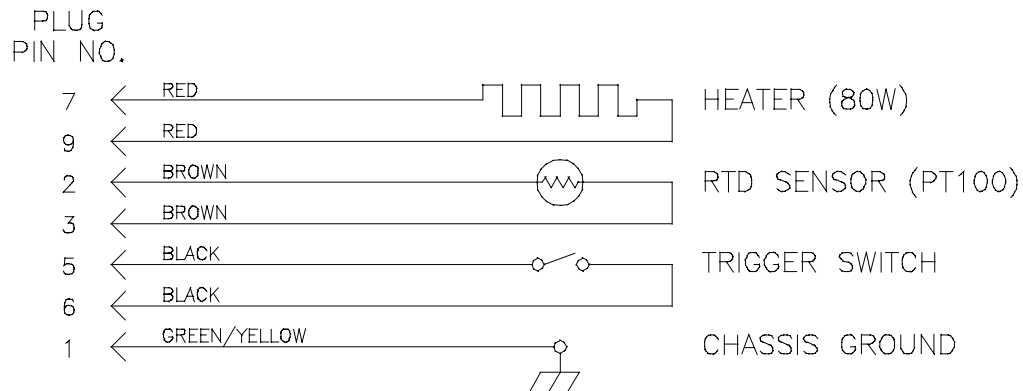 PLUG
PIN NO.
7 RED HEATER (80W)
9 RED
2 BROWN RTD SENSOR (PT100)
3 BROWN
5 BLACK TRIGGER SWITCH
6 BLACK
1 GREEN/YELLOW CHASSIS GROUND